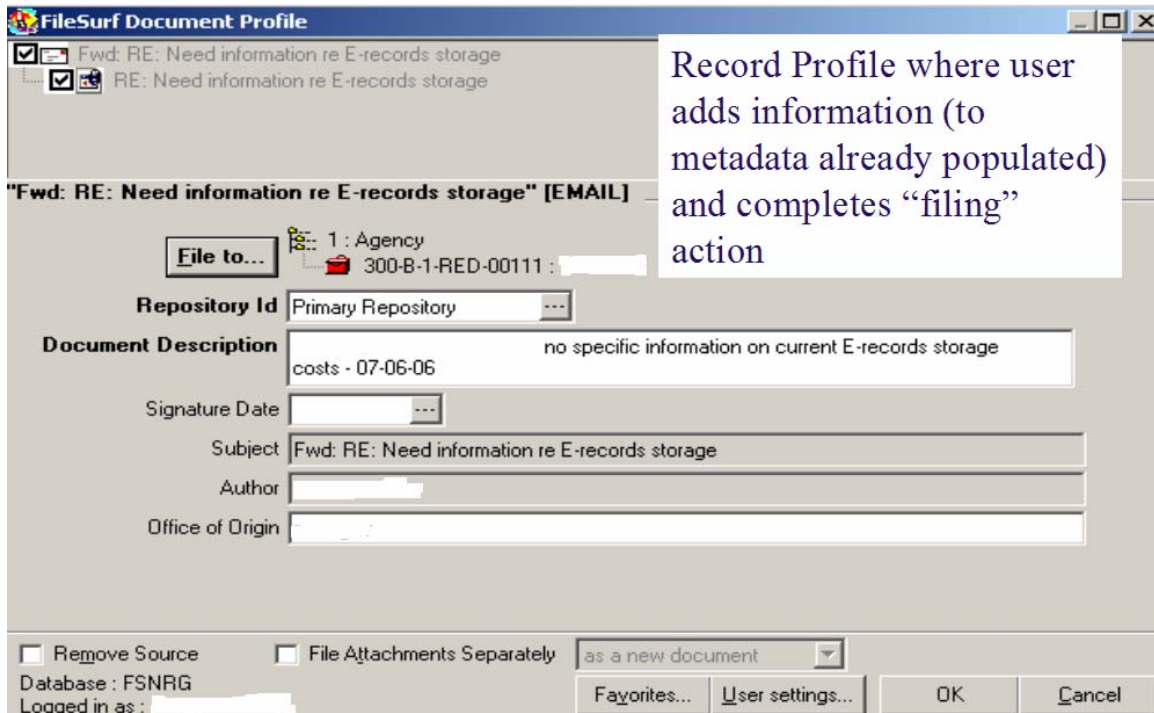 FileSurf Document Profile
Fwd: RE: Need information re E-records storage
RE: Need information re E-records storage
Record Profile where user
adds information (to
metadata already populated)
and completes “filing”
action
"Fwd: RE: Need information re E-records storage" [EMAIL]
File to...
1 : Agency
300-B-1-RED-00111 :
Repository Id
Primary Repository
...
Document Description
no specific information on current E-records storage
costs - 07-06-06
Signature Date
...
Subject
Fwd: RE: Need information re E-records storage
Author
Office of Origin
Remove Source
File Attachments Separately
as a new document
Database : FSNRG
Logged in as :
Favorites...
User settings...
OK
Cancel